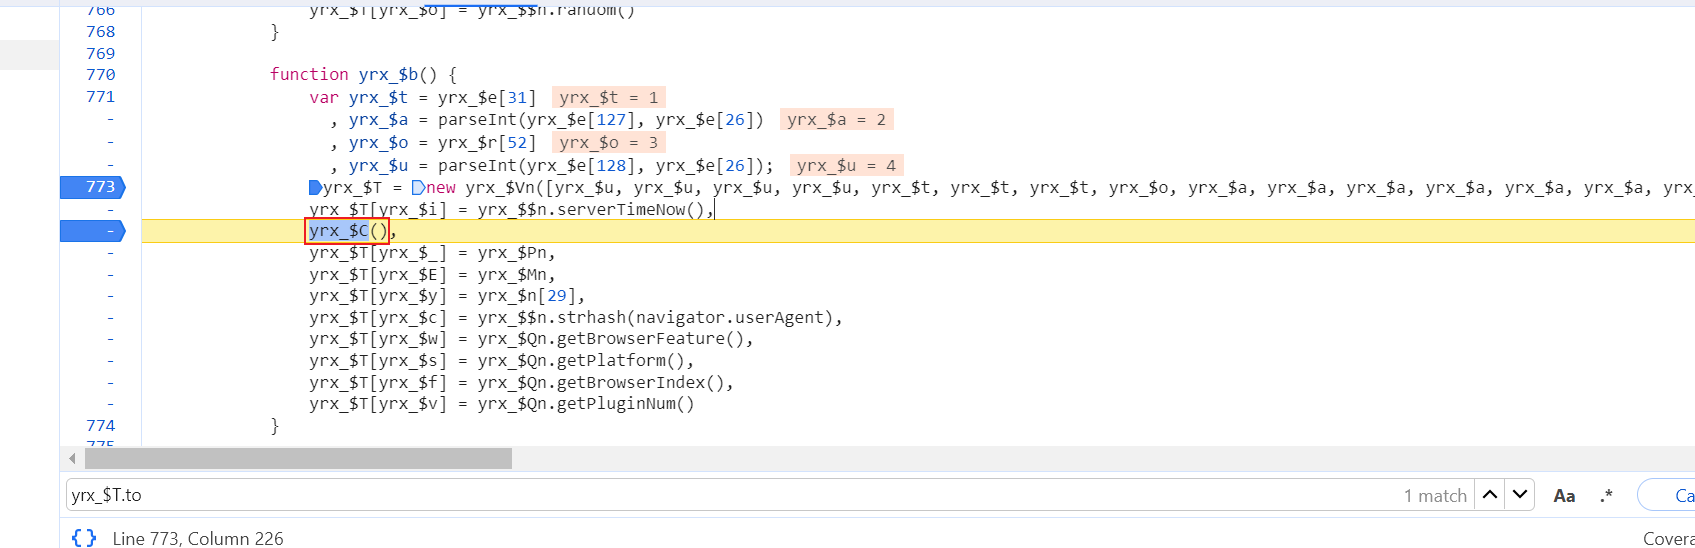 766 yrx_$T[yrx_$o] = yrx_$$n.random()
768 }
769
770 function yrx_$b() {
771 var yrx_$t = yrx_$e[31] yrx_$t = 1
- , yrx_$a = parseInt(yrx_$e[127], yrx_$e[26]) yrx_$a = 2
- , yrx_$o = yrx_$r[52] yrx_$o = 3
- , yrx_$u = parseInt(yrx_$e[128], yrx_$e[26]); yrx_$u = 4
773 yrx_$T = new yrx_$Vn([yrx_$u, yrx_$u, yrx_$u, yrx_$u, yrx_$t, yrx_$t, yrx_$t, yrx_$o, yrx_$a, yrx_$a, yrx_$a, yrx_$a, yrx_$a, yrx_$a, yrx_
- yrx_$T[yrx_$i] = yrx_$$n.serverTimeNow(),
- yrx_$C(),
- yrx_$T[yrx_$_] = yrx_$Pn,
- yrx_$T[yrx_$E] = yrx_$Mn,
- yrx_$T[yrx_$y] = yrx_$n[29],
- yrx_$T[yrx_$c] = yrx_$$n.strhash(navigator.userAgent),
- yrx_$T[yrx_$w] = yrx_$Qn.getBrowserFeature(),
- yrx_$T[yrx_$s] = yrx_$Qn.getPlatform(),
- yrx_$T[yrx_$f] = yrx_$Qn.getBrowserIndex(),
- yrx_$T[yrx_$v] = yrx_$Qn.getPluginNum()
774 }
775
yrx_$T.to 1 match Aa .* Ca
{} Line 773, Column 226 Covera